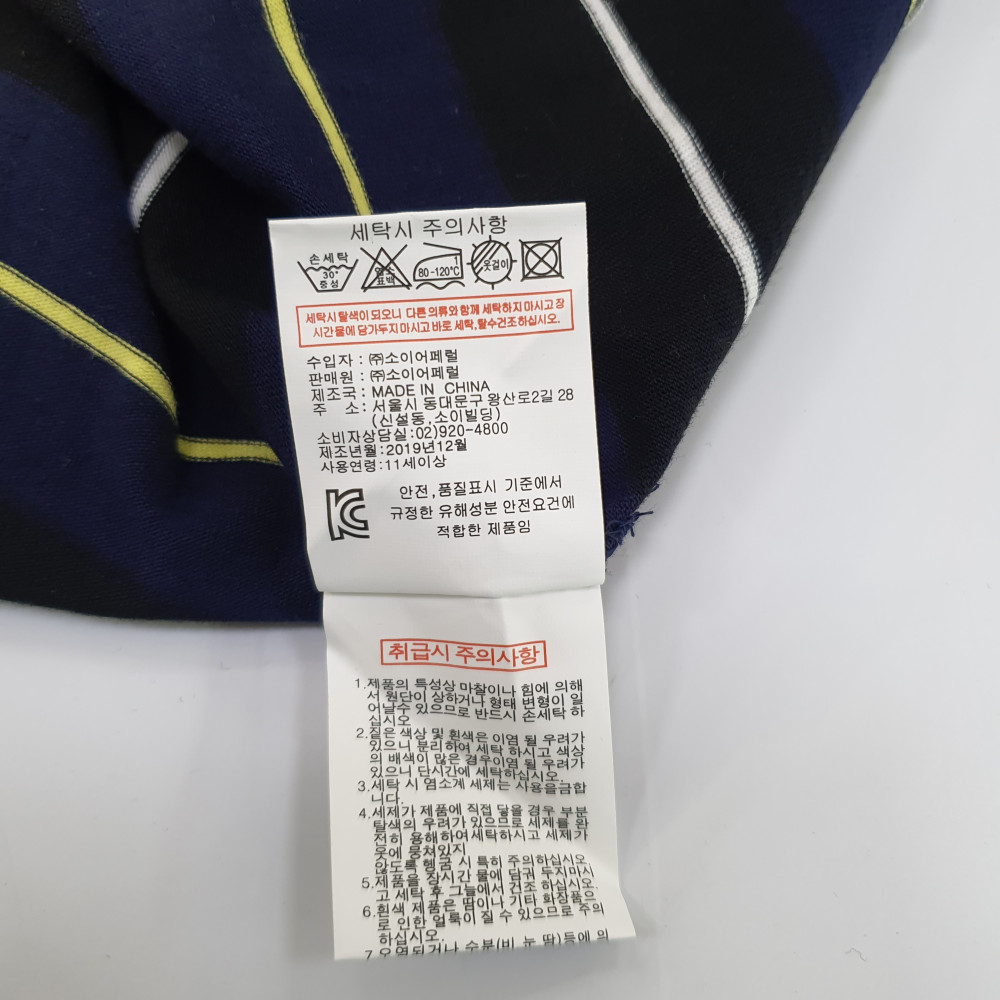 세탁시 주의사항
손세탁
30°
중성
염소
표백
1
80-120℃
옷걸이
세탁시 탈색이 되오니 다른 의류와 함께 세탁하지 마시고 장
시간 물에 담가두지 마시고 바로 세탁,탈수건조하십시오.
수입자 : ㈜소이어페럴
판매원 : ㈜소이어페럴
제조국 : MADE IN CHINA
주 소 : 서울시 동대문구 왕산로2길 28
(신설동,소이빌딩)
소비자상담실:02)920-4800
제조년월:2019년12월
사용연령:11세이상
안전,품질표시 기준에서
규정한 유해성분 안전요건에
적합한 제품임
취급시 주의사항
1.제품의 특성상 마찰이나 힘에 의해
서 원단이 상하거나 형태 변형이 일
어날수 있으므로 반드시 손세탁 하
십시오
2.짙은 색상 및 흰색은 이염 될 우려가
있으니 분리하여 세탁 하시고 색상
의 배색이 많은 경우이염 될 우려가
있으니 단시간에 세탁하십시오.
3.세탁 시 염소계 세제는 사용을금합
니다.
4.세제가 제품에 직접 닿을 경우 부분
탈색의 우려가 있으므로 세제를 완
전히 용해하여세탁하시고 세제가
옷에 뭉쳐있지
않도록 헹굼 시 특히 주의하십시오
5.제품을 장시간 물에 담궈 두지마시
고 세탁 후 그늘에서 건조 하십시오.
6.흰색 제품은 땀이나 기타 화장품으
로 인한 얼룩이 질 수 있으므로 주의
하십시오.
7.오염되거나 수분(비 눈 땀)등에 의